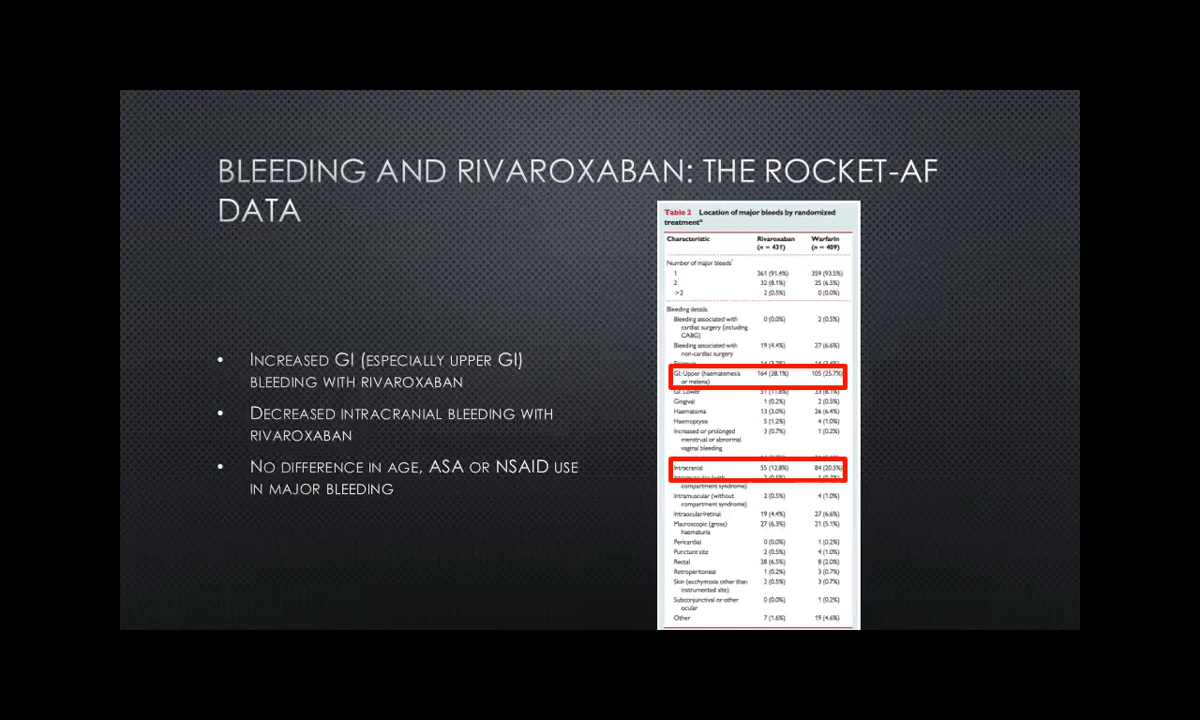 BLEEDING AND RIVAROXABAN: THE ROCKET-AF
DATA
• INCREASED GI (ESPECIALLY UPPER GI)
BLEEDING WITH RIVAROXABAN
• DECREASED INTRACRANIAL BLEEDING WITH
RIVAROXABAN
• NO DIFFERENCE IN AGE, ASA OR NSAID USE
IN MAJOR BLEEDING
Table 2 Location of major bleeds by randomized
treatment
Characteristic Rivaroxaban Warfarin
(n = 431) (n = 409)
Number of major bleeds
1 361 (91.4%) 359 (93.5%)
2 32 (8.1%) 25 (6.5%)
>2 2 (0.5%) 0 (0.0%)
Bleeding details
Bleeding associated with 0 (0.0%) 2 (0.5%)
cardiac surgery (including
CABG)
Bleeding associated with 19 (4.4%) 27 (6.6%)
non-cardiac surgery
GI: Upper (haematemesis 164 (38.1%) 105 (25.7%)
or melena)
GI: Lower
Gingival 1 (0.2%) 2 (0.5%)
Haematoma 13 (3.0%) 26 (6.4%)
Haemoptysis 5 (1.2%) 4 (1.0%)
Increased or prolonged 3 (0.7%) 1 (0.2%)
menstrual or abnormal
vaginal bleeding
Intracranial 55 (12.8%) 84 (20.5%)
compartment syndrome)
Intramuscular (without 2 (0.5%) 4 (1.0%)
compartment syndrome)
Intraocular/retinal 19 (4.4%) 27 (6.6%)
Macroscopic (gross) 27 (6.3%) 21 (5.1%)
haematuria
Pericardial 0 (0.0%) 1 (0.2%)
Puncture site 2 (0.5%) 4 (1.0%)
Rectal 28 (6.5%) 8 (2.0%)
Retroperitoneal 1 (0.2%) 3 (0.7%)
Skin (ecchymosis other than 2 (0.5%) 3 (0.7%)
instrumented site)
Subconjunctival or other 0 (0.0%) 1 (0.2%)
ocular
Other 7 (1.6%) 19 (4.6%)